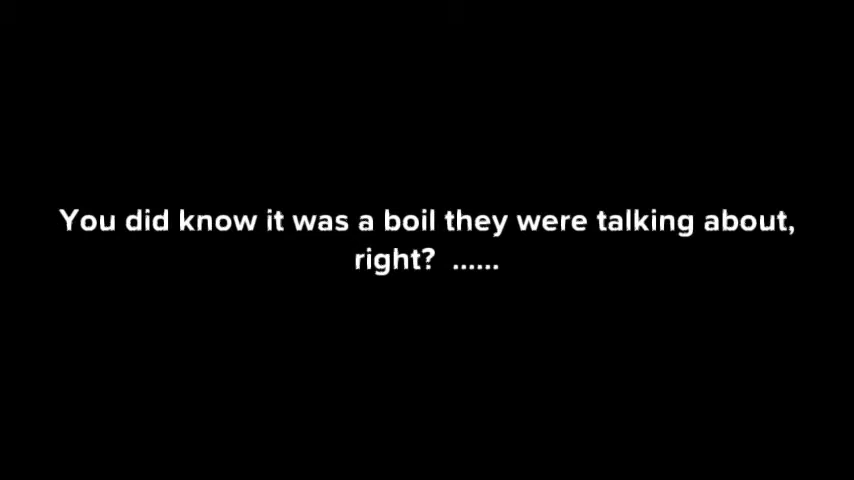 You did know it was a boil they were talking about,
right?  ......